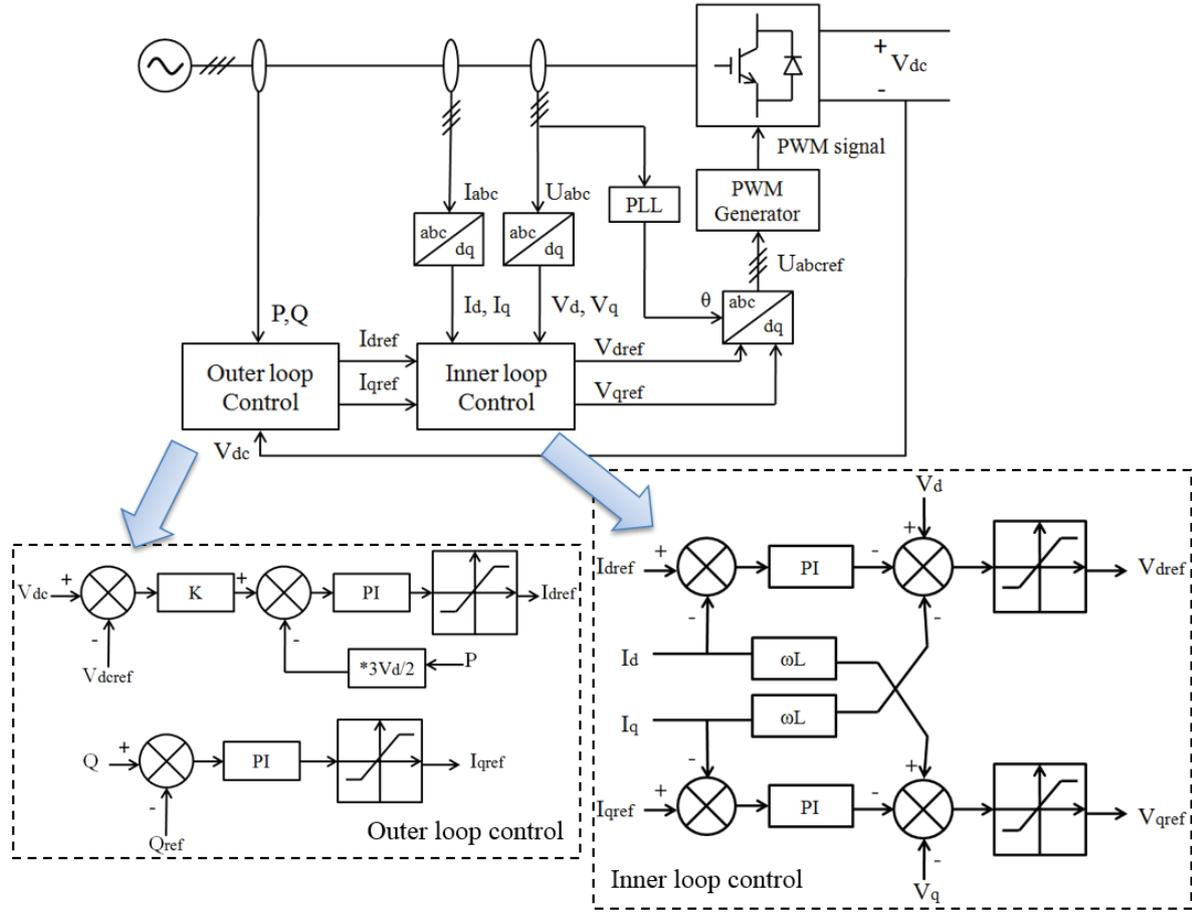 +
Vdc
-
PWM signal
Iabc
Uabc
PLL
PWM
Generator
abc
dq
abc
dq
Uabcref
P,Q
Id, Iq
Vd, Vq
θ
abc
dq
Idref
Vdref
Outer loop
Control
Inner loop
Control
Iqref
Vqref
Vdc
Vd
+
Idref
+
PI
-
Vdref
-
-
Vdc
+
K
+
PI
Idref
-
-
Vdcref
*3Vd/2
P
Id
ωL
Iq
ωL
Q
+
PI
Iqref
-
Qref
Outer loop control
-
+
Iqref
+
PI
-
Vqref
-
Vq
Inner loop control